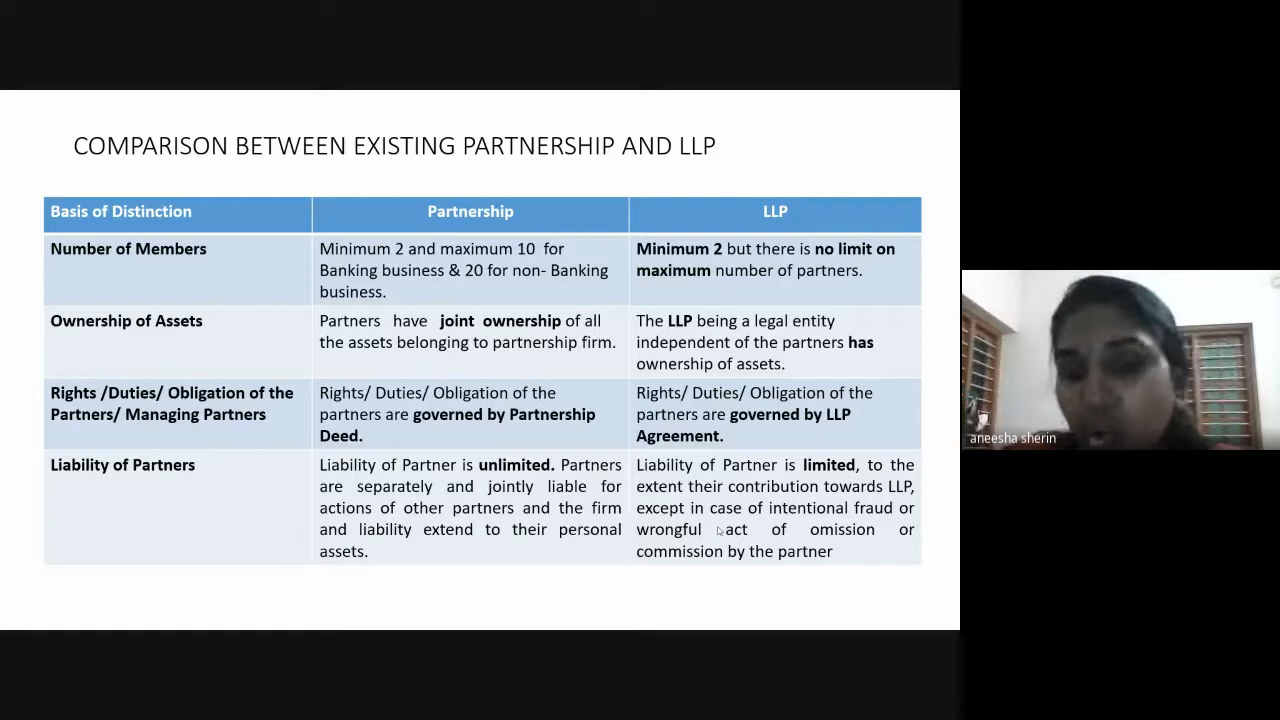 COMPARISON BETWEEN EXISTING PARTNERSHIP AND LLP
Basis of Distinction
Partnership
LLP
Number of Members
Minimum 2 and maximum 10 for
Banking business & 20 for non- Banking
business.
Minimum 2 but there is no limit on
maximum number of partners.
Ownership of Assets
Partners have joint ownership of all
the assets belonging to partnership firm.
The LLP being a legal entity
independent of the partners has
ownership of assets.
Rights /Duties/ Obligation of the
Partners/ Managing Partners
Rights/ Duties/ Obligation of the
partners are governed by Partnership
Deed.
Rights/ Duties/ Obligation of the
partners are governed by LLP
Agreement.
Liability of Partners
Liability of Partner is unlimited. Partners
are separately and jointly liable for
actions of other partners and the firm
and liability extend to their personal
assets.
Liability of Partner is limited, to the
extent their contribution towards LLP,
except in case of intentional fraud or
wrongful act of omission or
commission by the partner
aneesha sherin